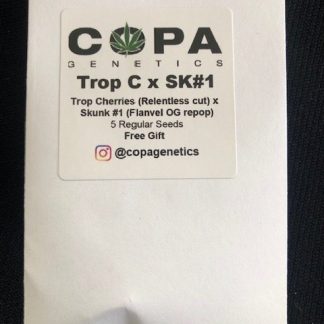 COPA
GENETICS
Trop C x SK#1
Trop Cherries (Relentless cut) x
Skunk #1 (Flanvel OG repop)
5 Regular Seeds
Free Gift
@copagenetics